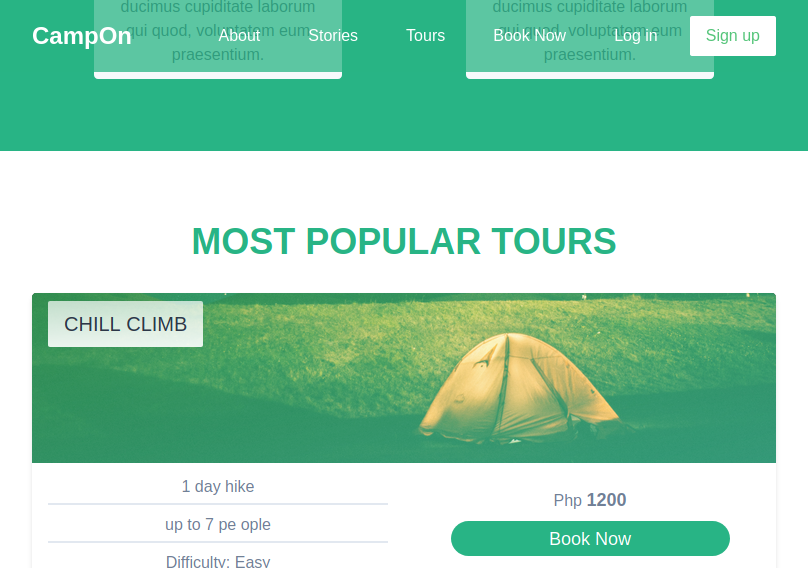 ducimus cupiditate laborum
ducimus cupiditate laborum
qui quod, voluptatem eum
qui quod, voluptatem eum
CampOn About Stories Tours Book Now Log in Sign up
praesentium.
praesentium.
MOST POPULAR TOURS
CHILL CLIMB
1 day hike
up to 7 pe ople
Difficulty: Easy
Php 1200
Book Now